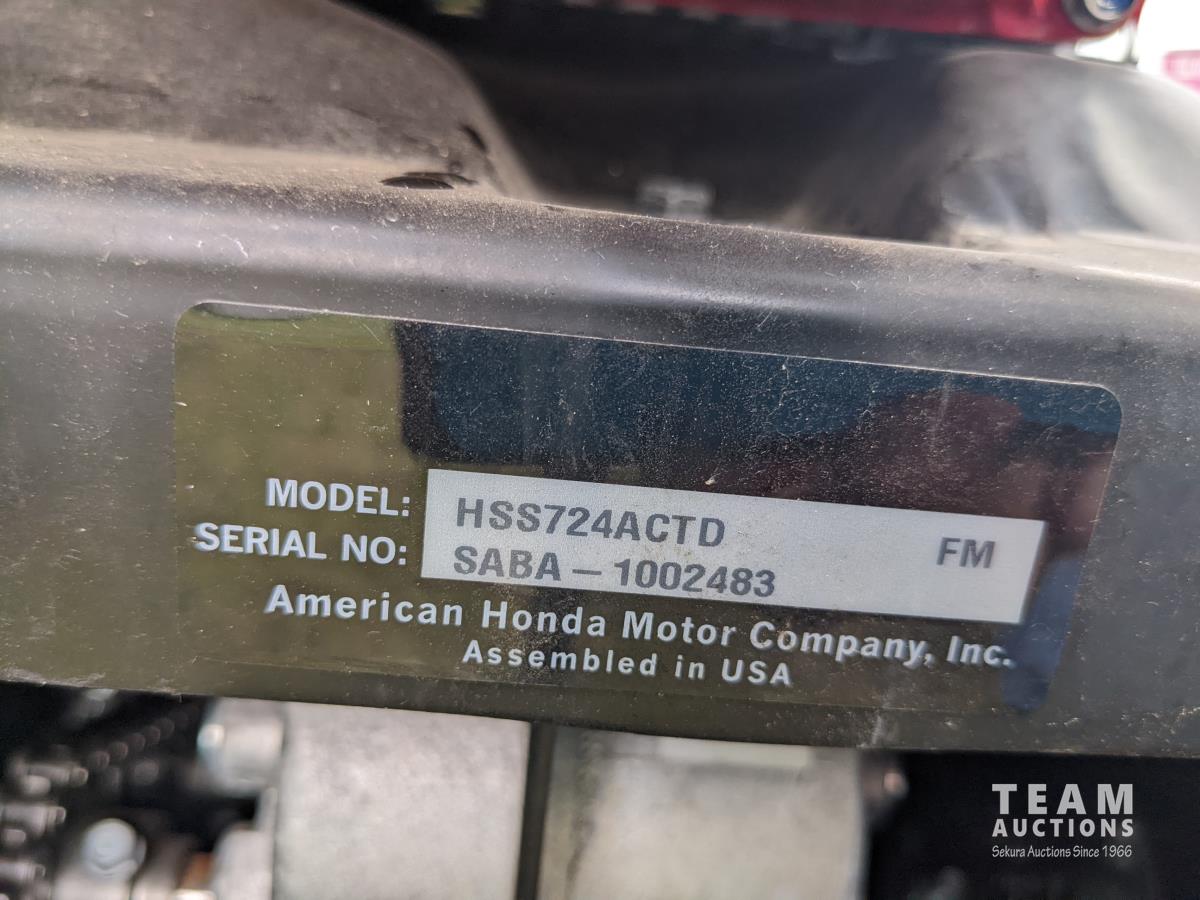 MODEL: HSS724ACTD FM
SERIAL NO: SABA – 1002483
American Honda Motor Company, Inc.
Assembled in USA
TEAM
AUCTIONS
Sekura Auctions Since 1966